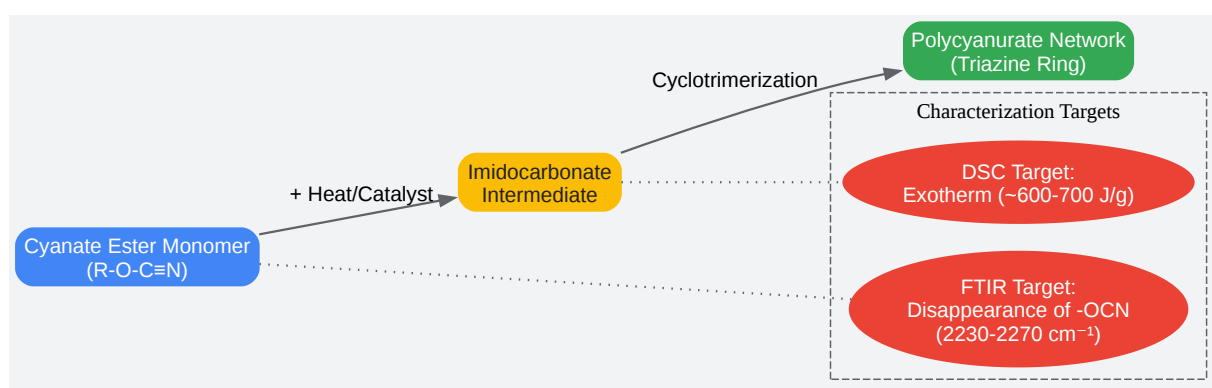 Polycyanurate Network
(Triazine Ring)
Cyclotrimerization
Characterization Targets
Imidocarbonate
Intermediate
DSC Target:
Exotherm (~600-700 J/g)
+ Heat/Catalyst
Cyanate Ester Monomer
(R-O-C≡N)
FTIR Target:
Disappearance of -OCN
(2230-2270 cm⁻¹)